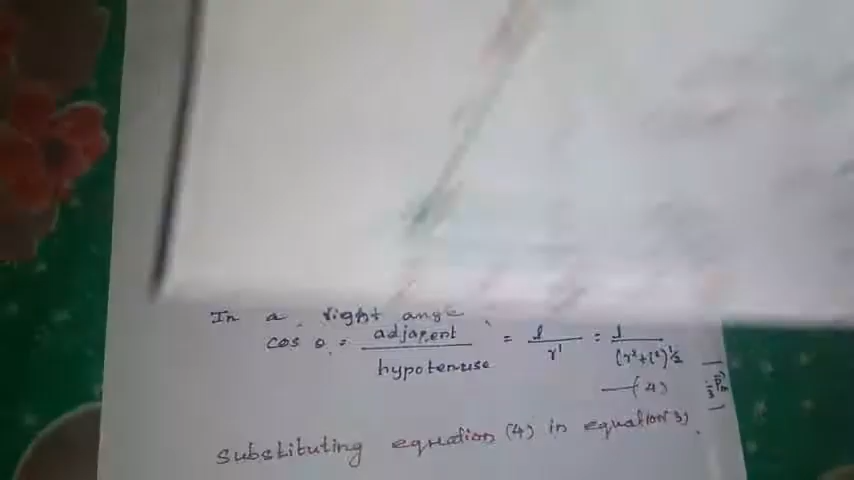 In a right angle
cos θ = adjacent / hypotenuse = l / r' = l / (r²+l²)^1/2
—(4)
Substituting equation (4) in equation (3)